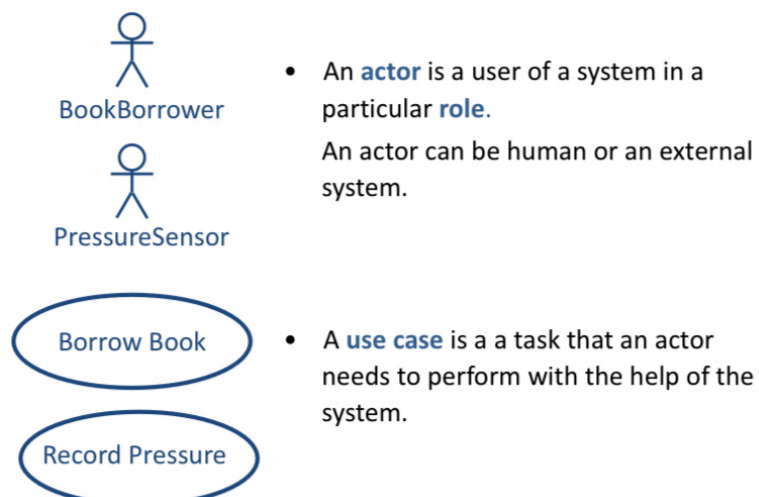 BookBorrower
• An actor is a user of a system in a
particular role.
An actor can be human or an external
system.
PressureSensor
Borrow Book
• A use case is a a task that an actor
needs to perform with the help of the
system.
Record Pressure